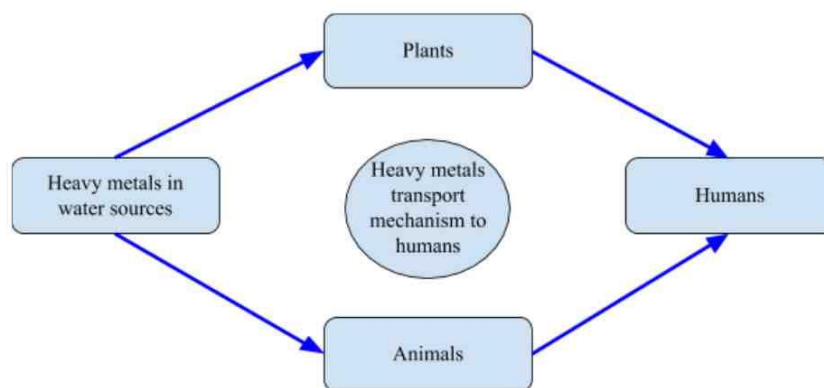 Plants
Heavy metals in
water sources
Heavy metals
transport
mechanism to
humans
Humans
Animals